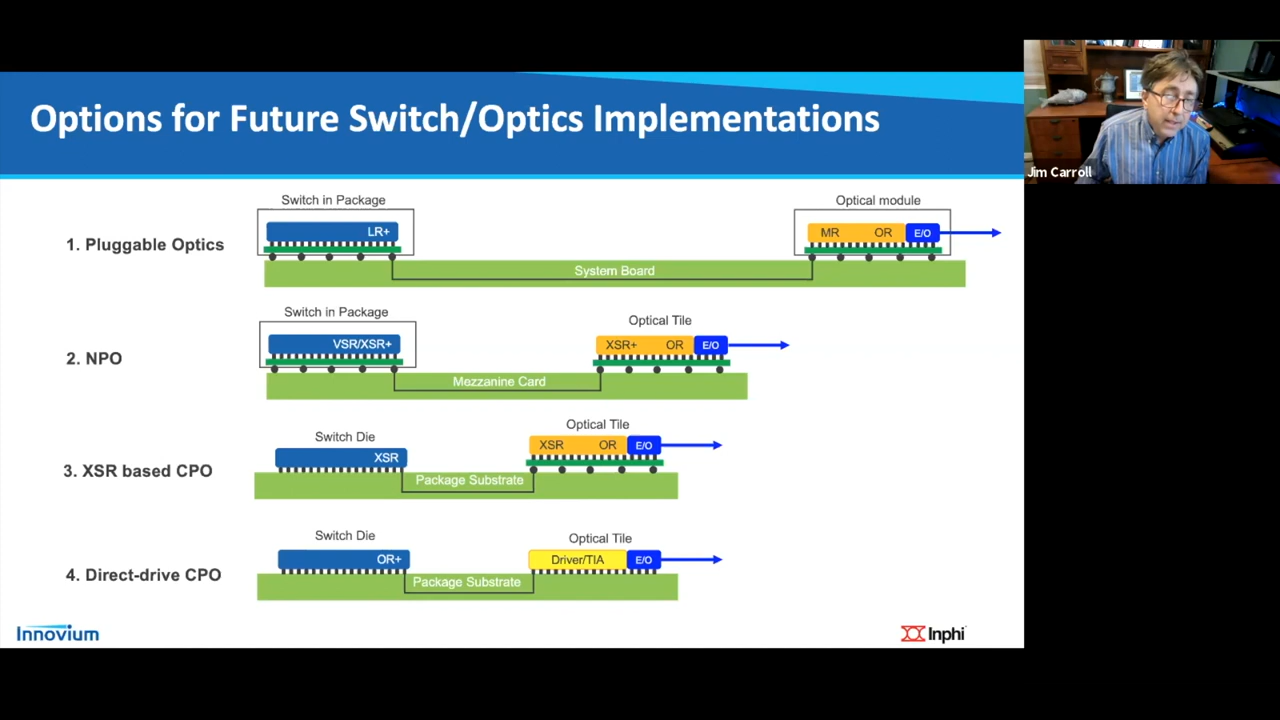 Options for Future Switch/Optics Implementations
Jim Carroll
Switch in Package
Optical module
1. Pluggable Optics
LR+
MR OR E/O
System Board
Switch in Package
Optical Tile
2. NPO
VSR/XSR+
XSR+ OR E/O
Mezzanine Card
Switch Die
Optical Tile
3. XSR based CPO
XSR
XSR OR E/O
Package Substrate
Switch Die
Optical Tile
4. Direct-drive CPO
OR+
Driver/TIA E/O
Package Substrate
Innovium
Inphi